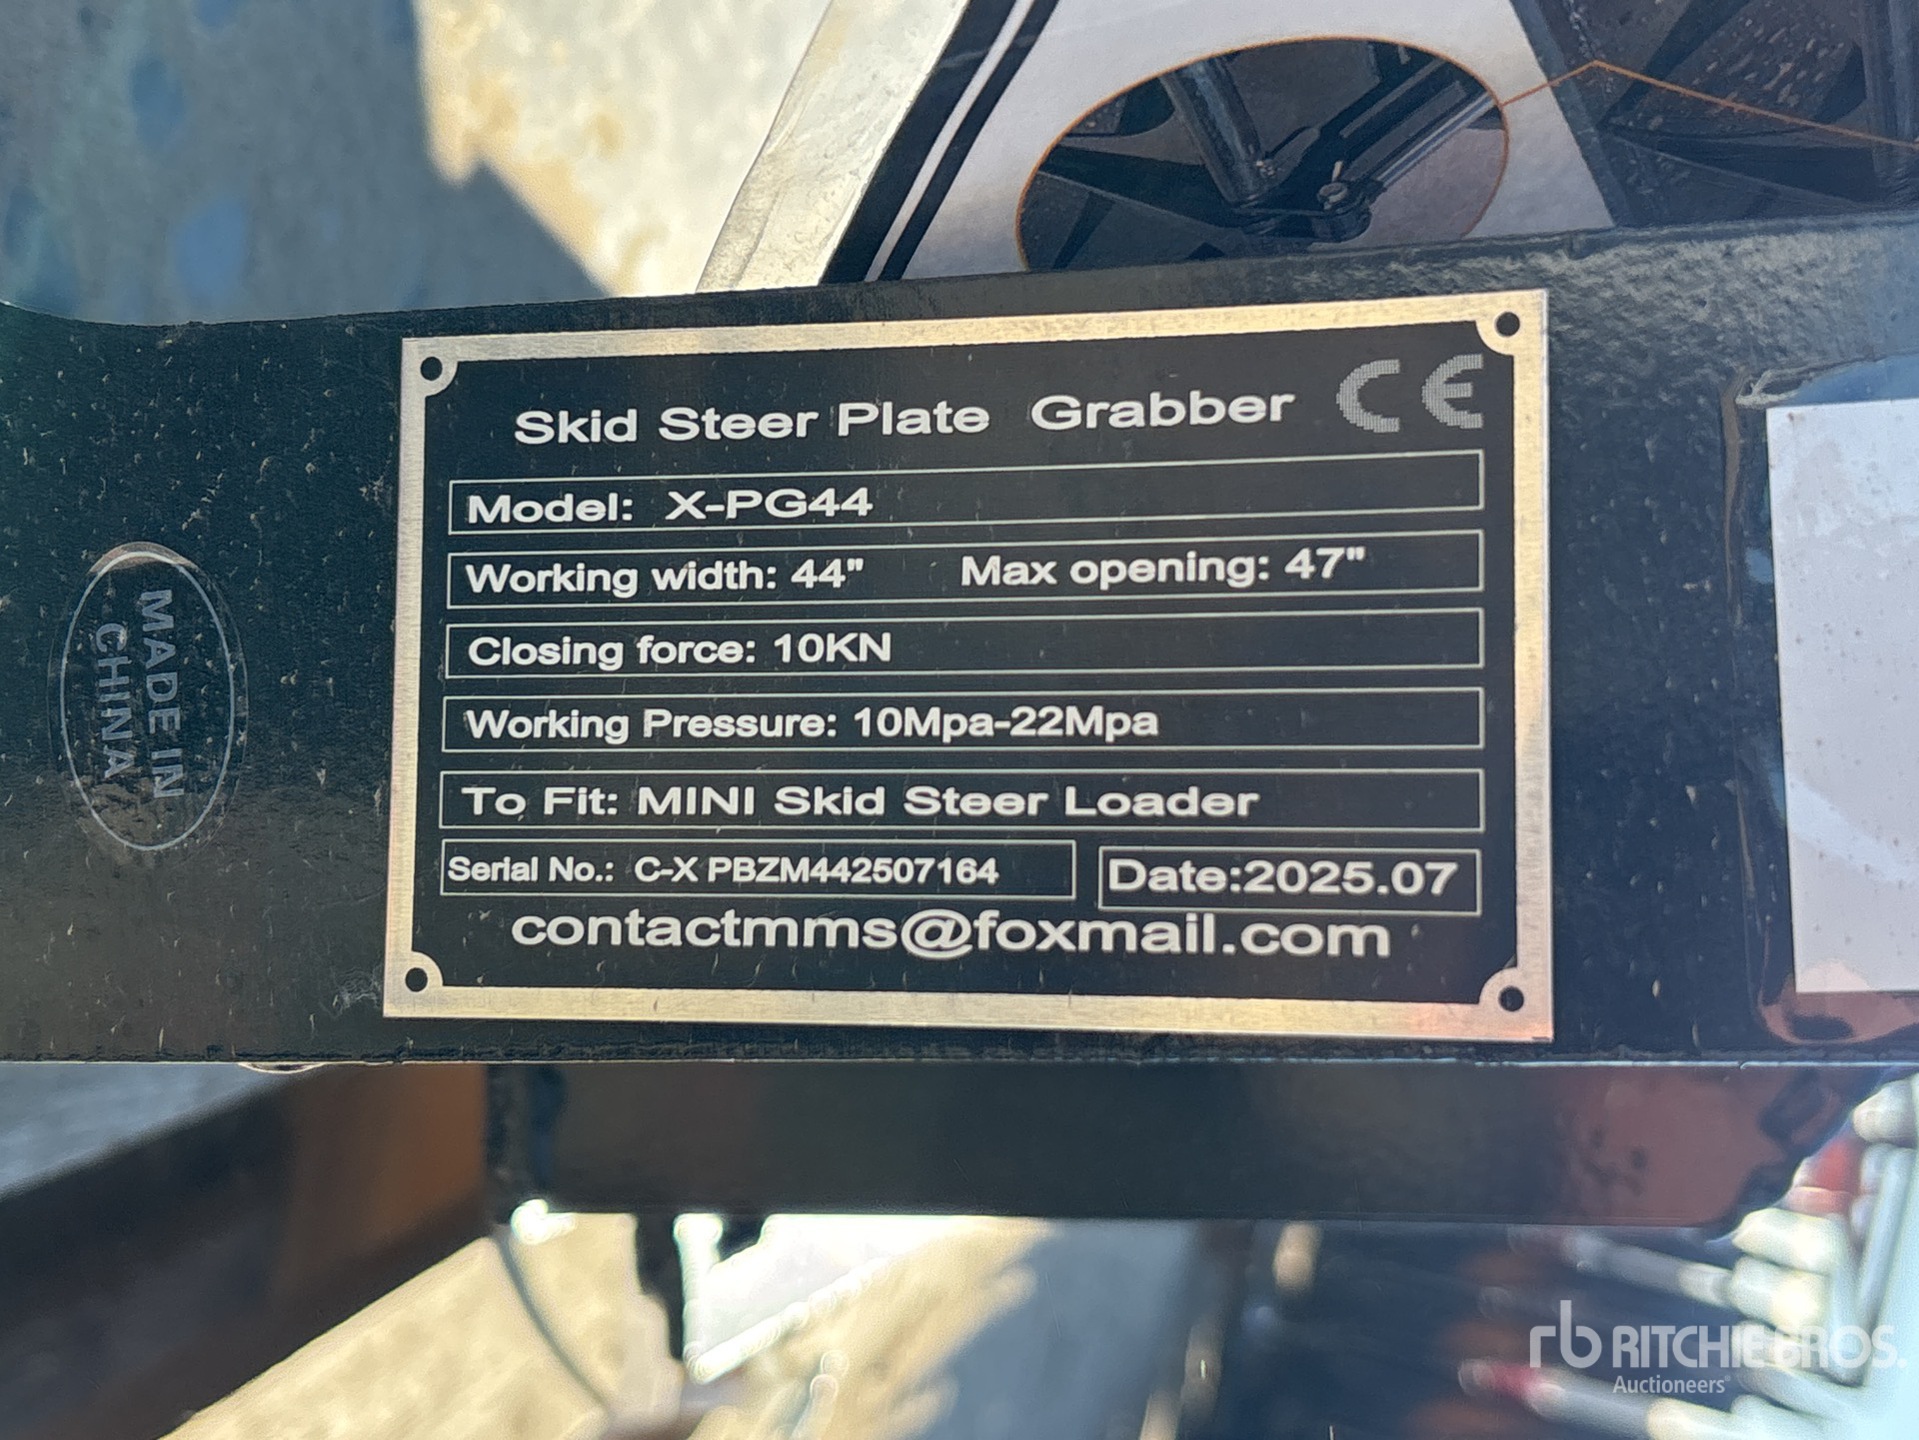 Skid Steer Plate Grabber CE
Model: X-PG44
Working width: 44" Max opening: 47"
Closing force: 10KN
Working Pressure: 10Mpa-22Mpa
To Fit: MINI Skid Steer Loader
Serial No.: C-X PBZM442507164 Date:2025.07
contactmms@foxmail.com
MADE IN
CHINA
rb RITCHIE BROS.
Auctioneers